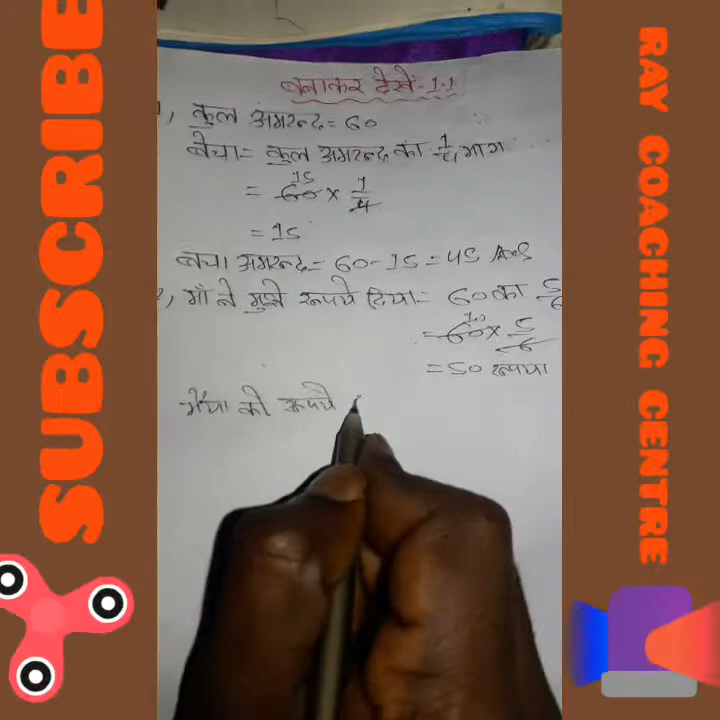 SUBSCRIBE
बनाकर देखें-1.1
1, कुल अमरूद = 60
बेचा = कुल अमरूद का 1/4 भाग
= 60 × 1/4
15
= 15
बचा अमरूद = 60 - 15 = 45 Ans
2, माँ ने मुझे रूपये दिया = 60 का 5/6
= 60 × 5/6
10
= 50 रूपया
भैया को रूपये
RAY COACHING CENTRE